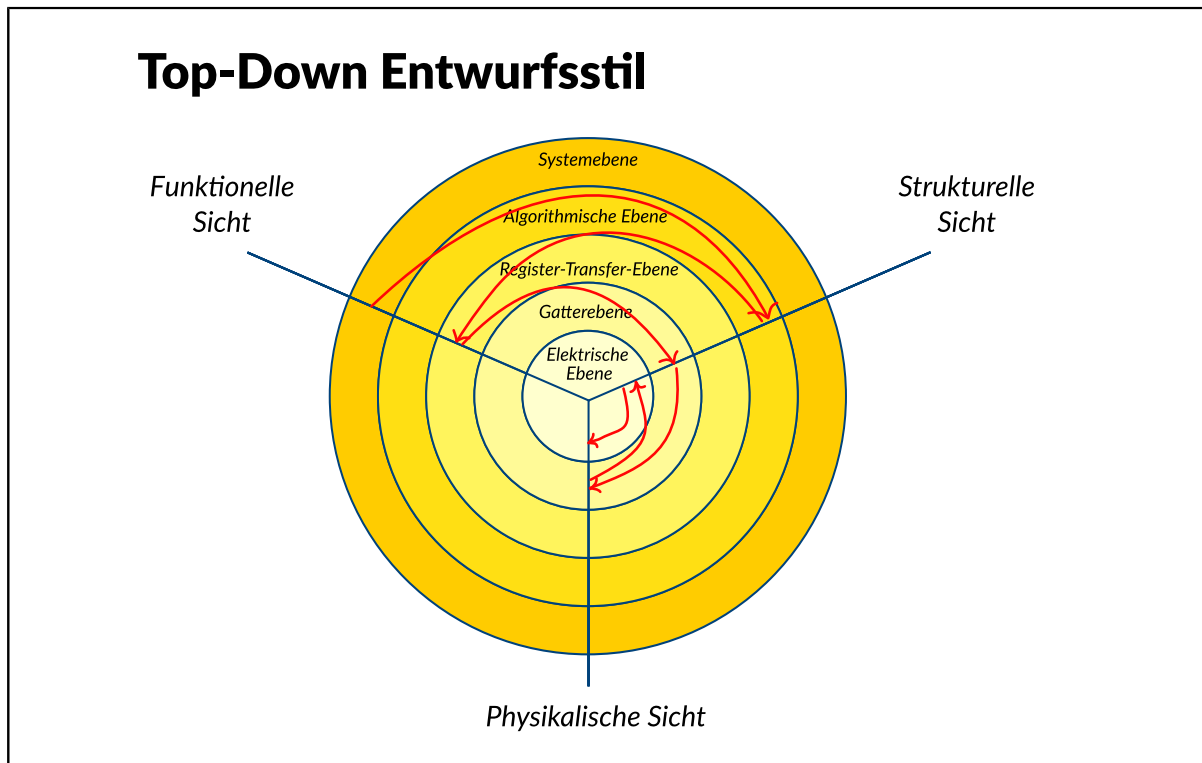 Top-Down Entwurfsstil
Systemebene
Funktionelle
Sicht
Strukturelle
Sicht
Algorithmische Ebene
Register-Transfer-Ebene
Gatterebene
Elektrische
Ebene
Physikalische Sicht